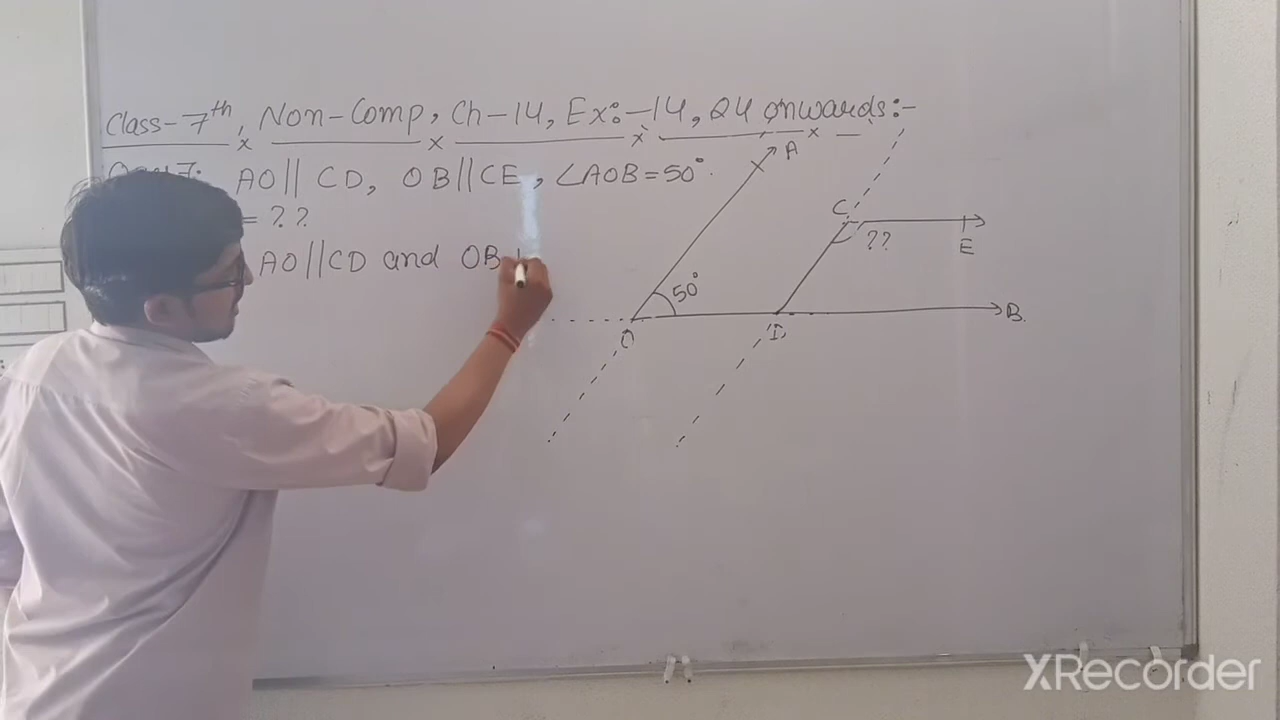 Class-7th, Non-Comp, Ch-14, Ex:-14, 24 onwards:-
AO || CD, OB || CE, ∠AOB = 50°.
= ??
AO || CD and OB
A
C
??
E
50°
O
D
B
XRecorder